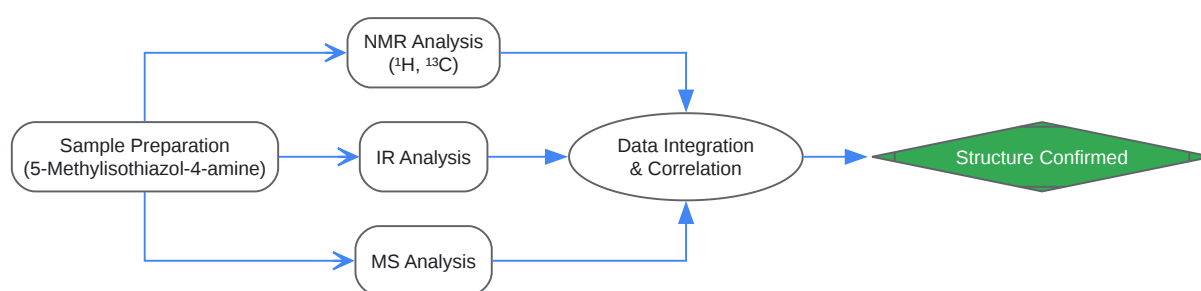 NMR Analysis
(¹H, ¹³C)
Sample Preparation
(5-Methylisothiazol-4-amine)
IR Analysis
Data Integration
& Correlation
Structure Confirmed
MS Analysis